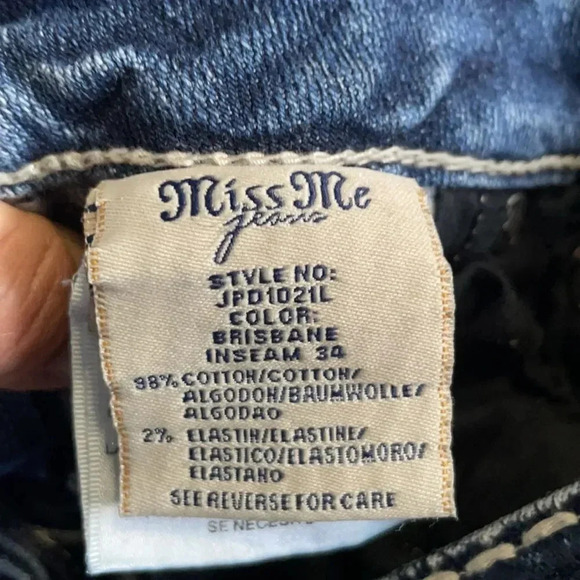 Miss Me
jeans
STYLE NO:
JPD1021L
COLOR:
BRISBANE
INSEAM 34
98% COTTON/COTTON/
ALGODON/BAUMWOLLE/
ALGODAO
2% ELASTIN/ELASTINE/
ELASTICO/ELASTOMORO/
ELASTANO
SEE REVERSE FOR CARE
SE